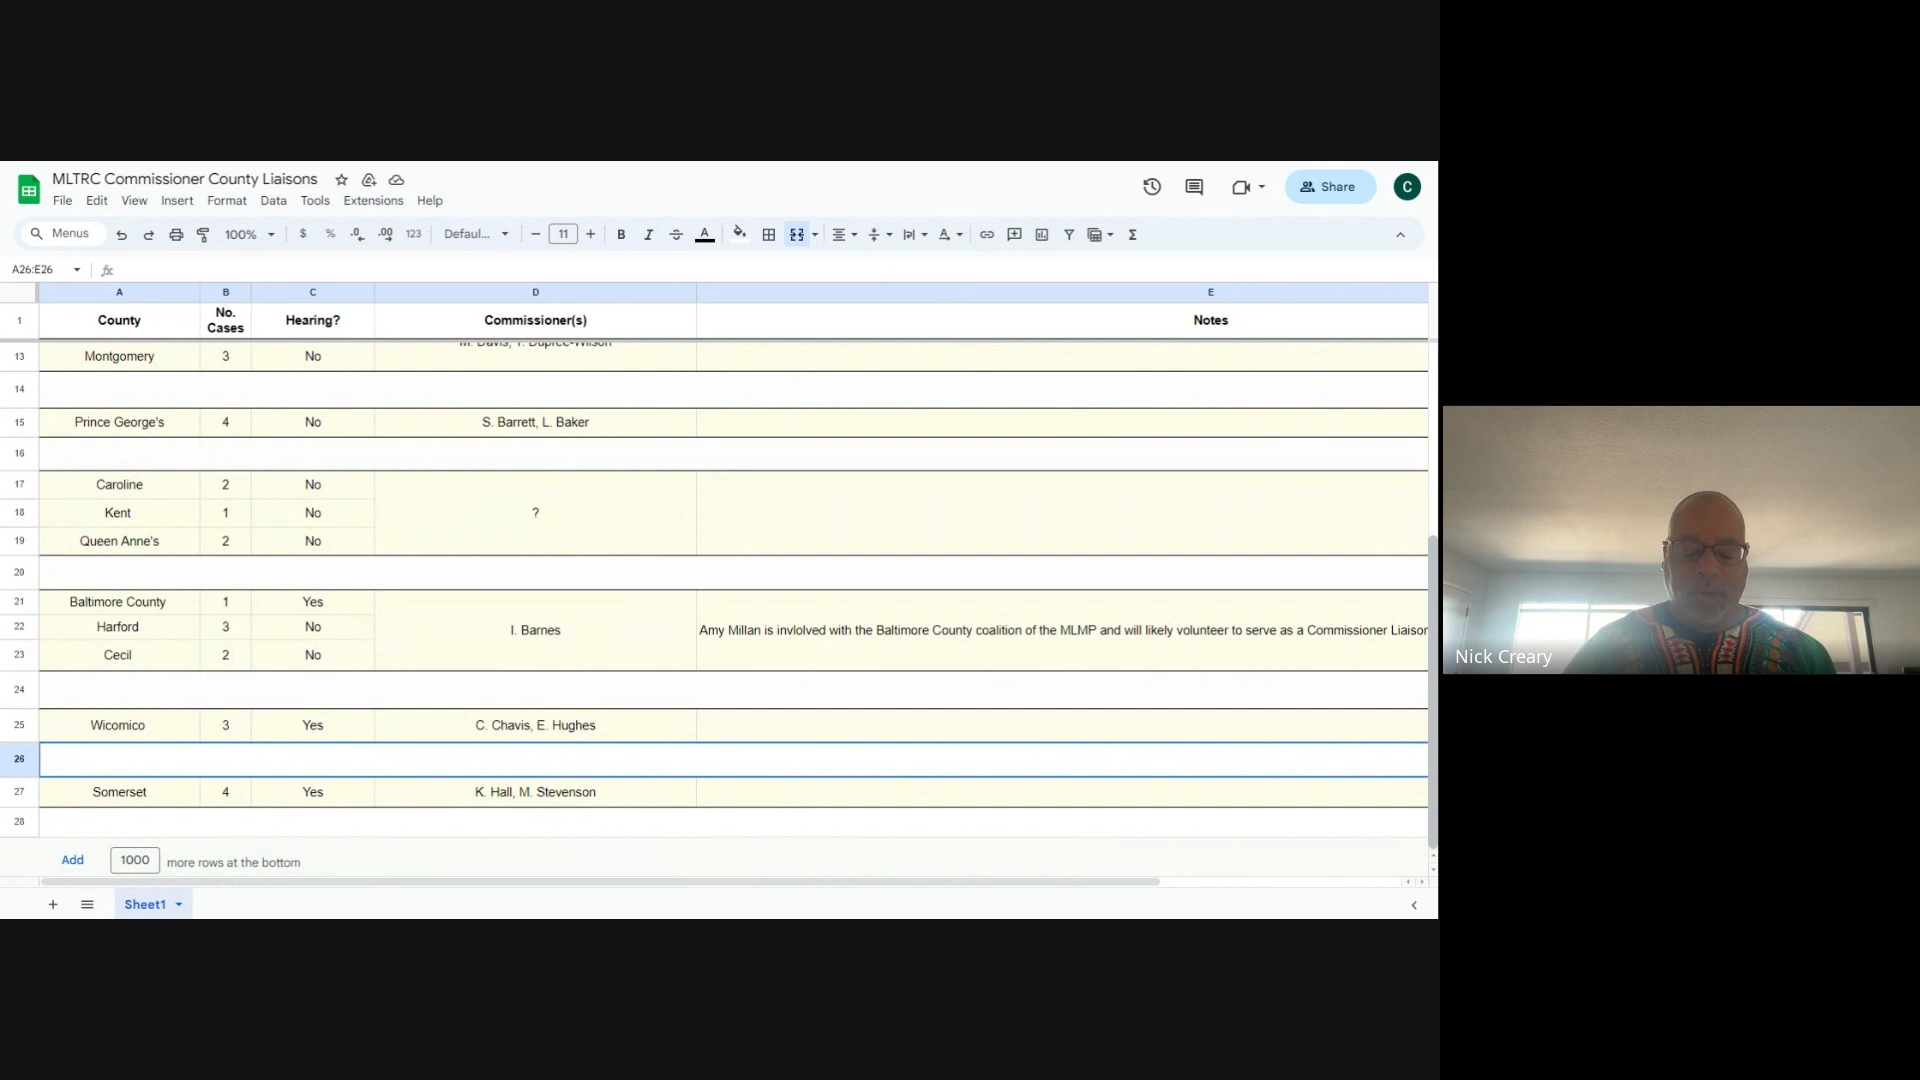 MLTRC Commissioner County Liaisons
File Edit View Insert Format Data Tools Extensions Help
Share
C
Menus 100% $ % .0 .00 123 Defaul... 11 B I A Σ
A26:E26 fx
A B C D E
1 County No. Cases Hearing? Commissioner(s) Notes
13 Montgomery 3 No M. Davis, T. Dupree-Wilson
14
15 Prince George's 4 No S. Barrett, L. Baker
16
17 Caroline 2 No
18 Kent 1 No ?
19 Queen Anne's 2 No
20
21 Baltimore County 1 Yes
22 Harford 3 No I. Barnes Amy Millan is invlolved with the Baltimore County coalition of the MLMP and will likely volunteer to serve as a Commissioner Liaison
23 Cecil 2 No
24
25 Wicomico 3 Yes C. Chavis, E. Hughes
26
27 Somerset 4 Yes K. Hall, M. Stevenson
28
Add 1000 more rows at the bottom
Sheet1
Nick Creary